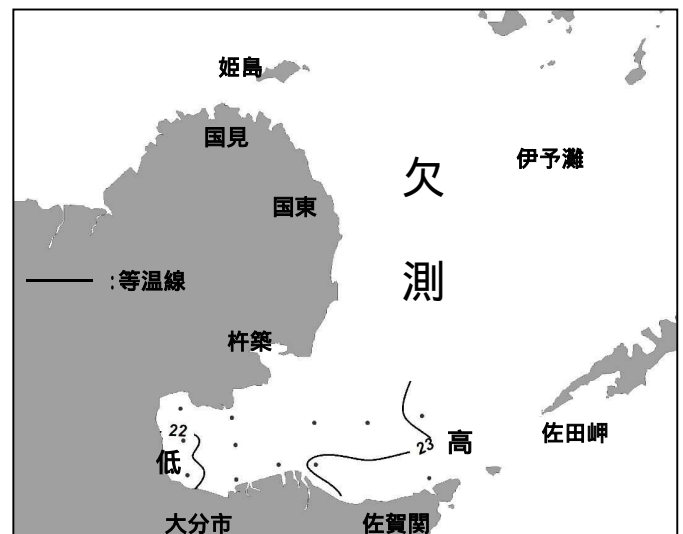 姫島
国見
伊予灘
欠
測
国東
:等温線
杵築
22
23
高
低
佐田岬
大分市
佐賀関